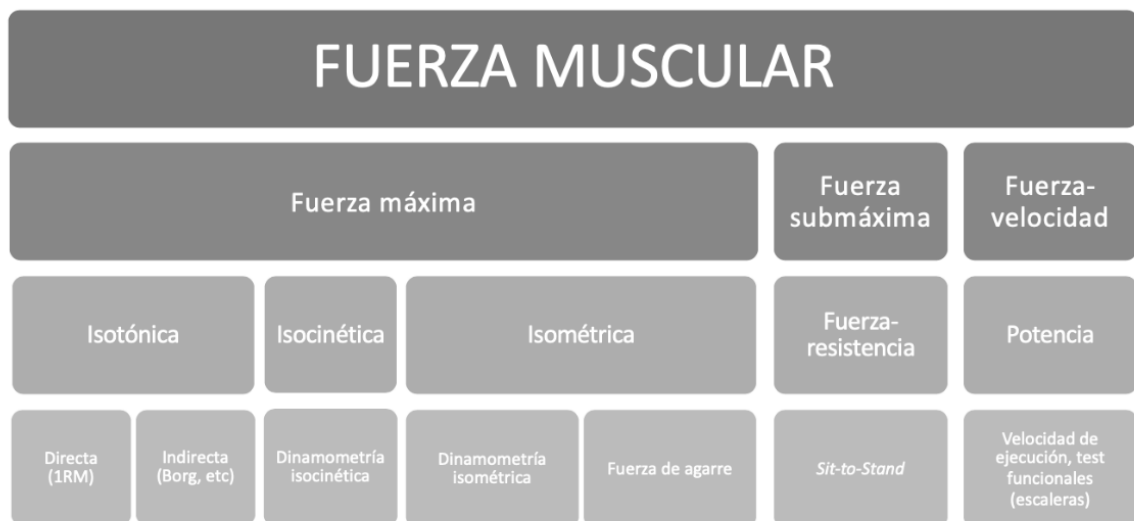 FUERZA MUSCULAR
Fuerza máxima
Fuerza
submáxima
Fuerza-
velocidad
Isotónica
Isocinética
Isométrica
Fuerza-
resistencia
Potencia
Directa
(1RM)
Indirecta
(Borg, etc)
Dinamometría
isocinética
Dinamometría
isométrica
Fuerza de agarre
Sit-to-Stand
Velocidad de
ejecución, test
funcionales
(escaleras)